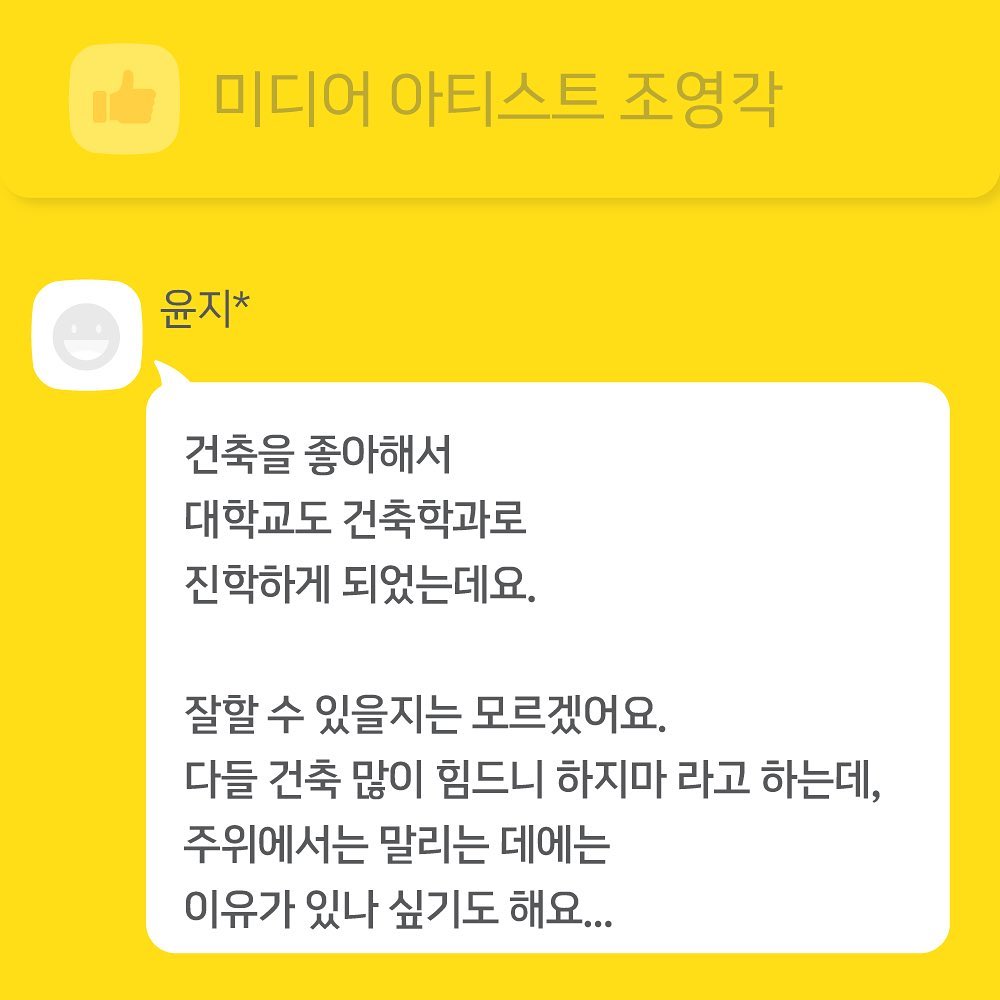 미디어 아티스트 조영각
윤지*
건축을 좋아해서
대학교도 건축학과로
진학하게 되었는데요.
잘할 수 있을지는 모르겠어요.
다들 건축 많이 힘드니 하지마 라고 하는데,
주위에서는 말리는 데에는
이유가 있나 싶기도 해요...